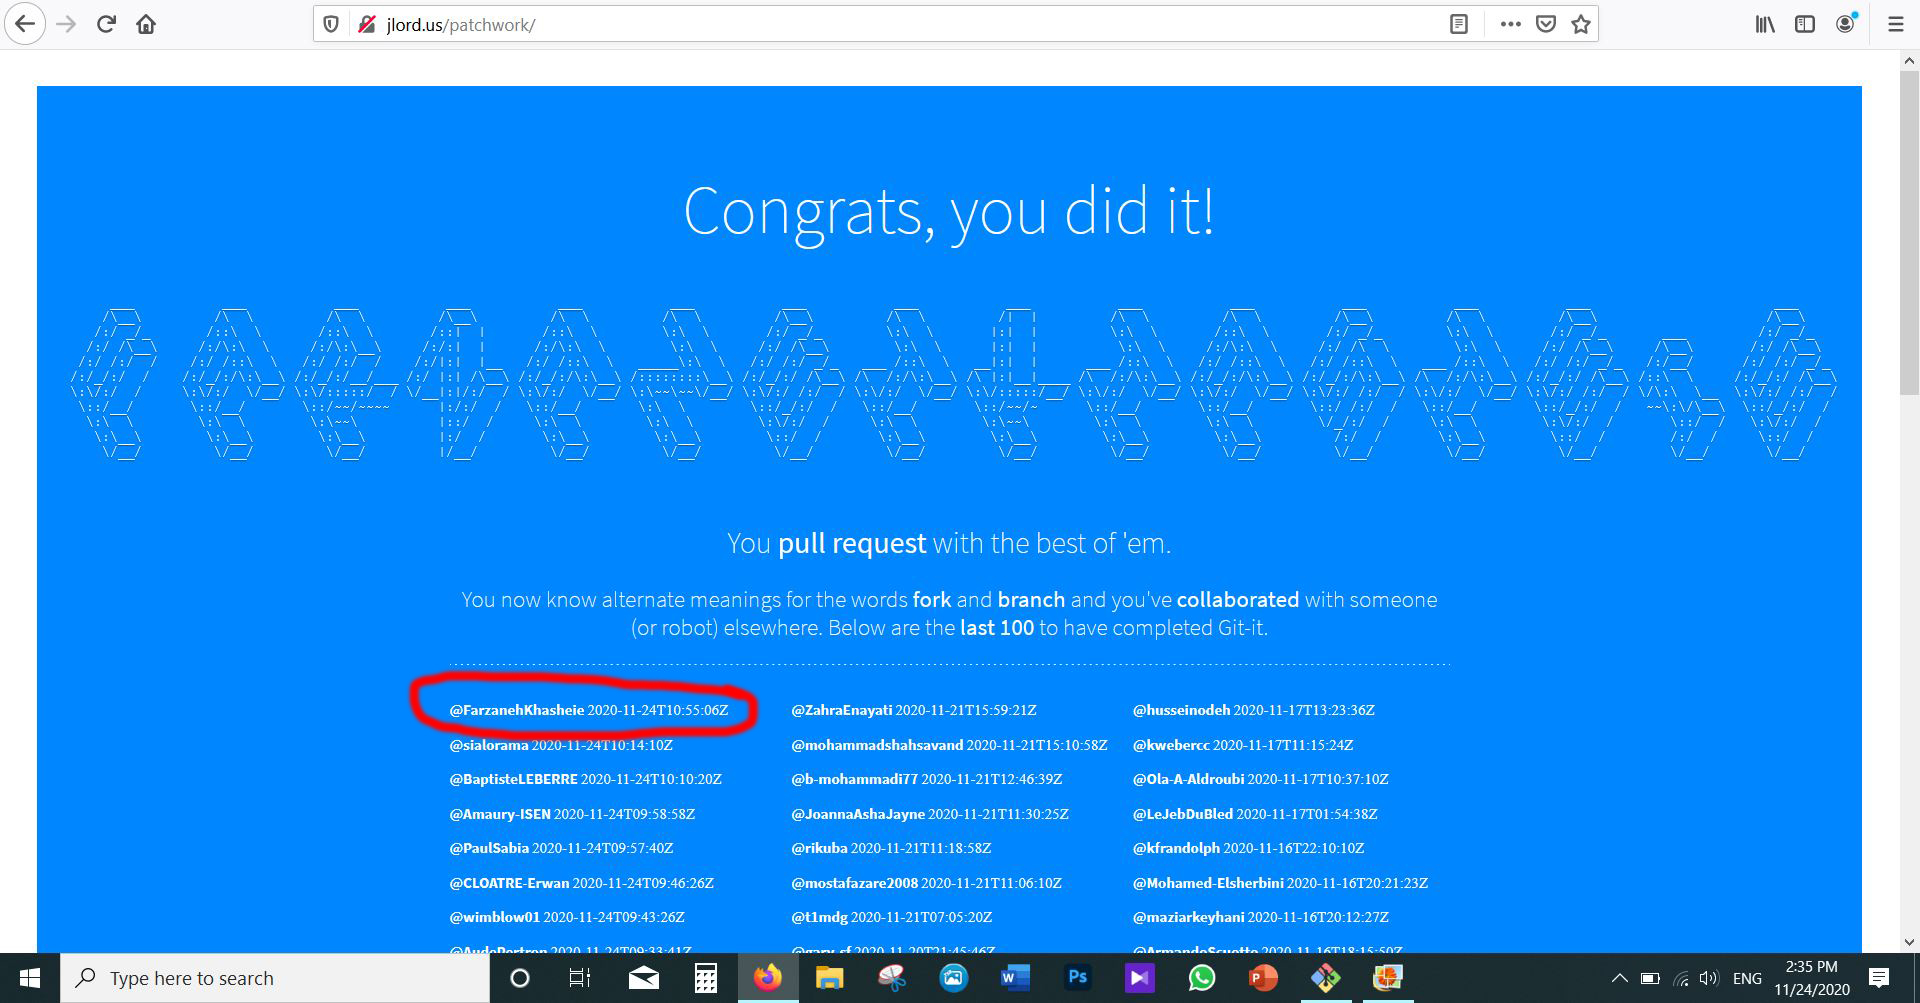 jlord.us/patchwork/
Congrats, you did it!
You pull request with the best of 'em.
You now know alternate meanings for the words fork and branch and you've collaborated with someone
(or robot) elsewhere. Below are the last 100 to have completed Git-it.
@FarzanehKhasheie 2020-11-24T10:55:06Z @ZahraEnayati 2020-11-21T15:59:21Z @husseinodeh 2020-11-17T13:23:36Z
@sialorama 2020-11-24T10:14:10Z @mohammadshahsavand 2020-11-21T15:10:58Z @kwebercc 2020-11-17T11:15:24Z
@BaptisteLEBERRE 2020-11-24T10:10:20Z @b-mohammadi77 2020-11-21T12:46:39Z @Ola-A-Aldroubi 2020-11-17T10:37:10Z
@Amaury-ISEN 2020-11-24T09:58:58Z @JoannaAshaJayne 2020-11-21T11:30:25Z @LeJebDuBled 2020-11-17T01:54:38Z
@PaulSabia 2020-11-24T09:57:40Z @rikuba 2020-11-21T11:18:58Z @kfrandolph 2020-11-16T22:10:10Z
@CLOATRE-Erwan 2020-11-24T09:46:26Z @mostafazare2008 2020-11-21T11:06:10Z @Mohamed-Elsherbini 2020-11-16T20:21:23Z
@wimblow01 2020-11-24T09:43:26Z @t1mdg 2020-11-21T07:05:20Z @maziarkeyhani 2020-11-16T20:12:27Z
Type here to search ENG 2:35 PM
11/24/2020